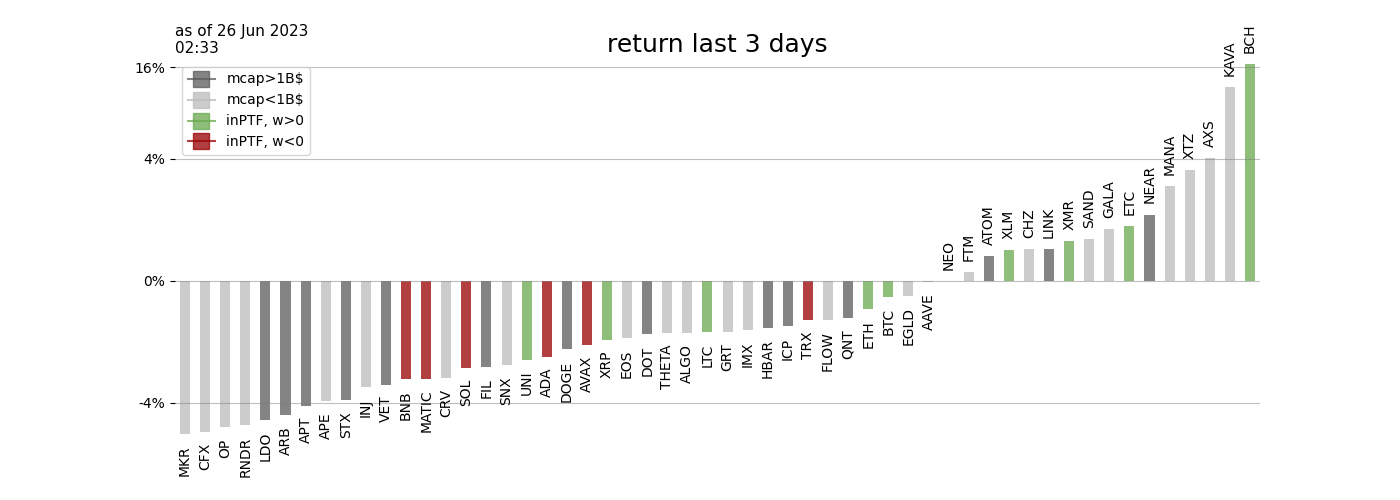 as of 26 Jun 2023
02:33
return last 3 days
16%
4%
0%
-4%
mcap>1B$
mcap<1B$
inPTF, w>0
inPTF, w<0
MKR
CFX
OP
RNDR
LDO
ARB
APT
APE
STX
INJ
VET
BNB
MATIC
CRV
SOL
FIL
SNX
UNI
ADA
DOGE
AVAX
XRP
EOS
DOT
THETA
ALGO
LTC
GRT
IMX
HBAR
ICP
TRX
FLOW
QNT
ETH
BTC
EGLD
AAVE
NEO
FTM
ATOM
XLM
CHZ
LINK
XMR
SAND
GALA
ETC
NEAR
MANA
XTZ
AXS
KAVA
BCH